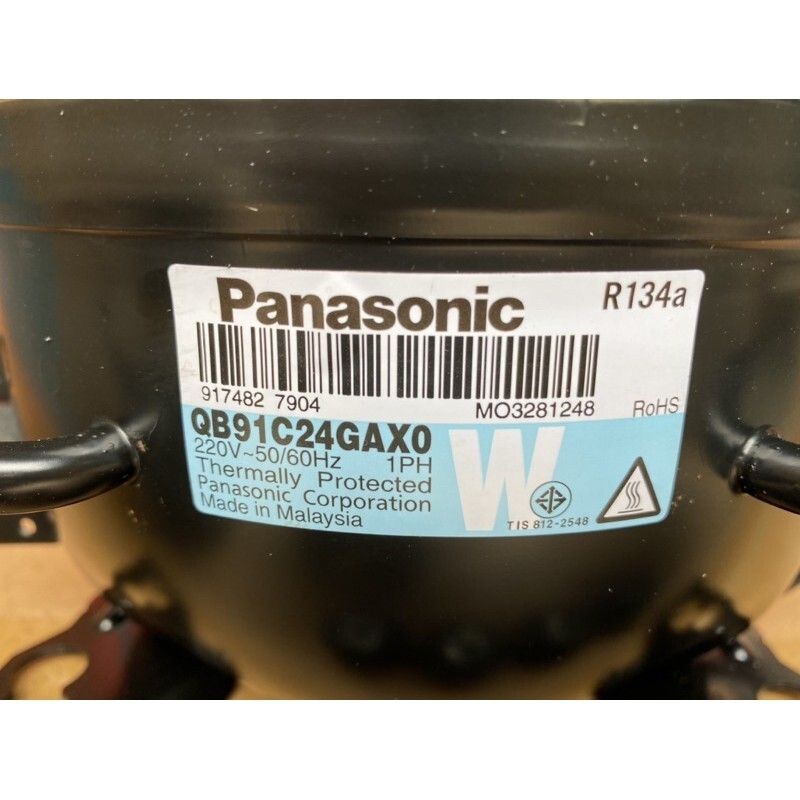 Panasonic
R134a
917482 7904
MO3281248
RoHS
QB91C24GAX0
220V~50/60Hz 1PH
Thermally Protected
Panasonic Corporation
Made in Malaysia
W
TIS 812-2548